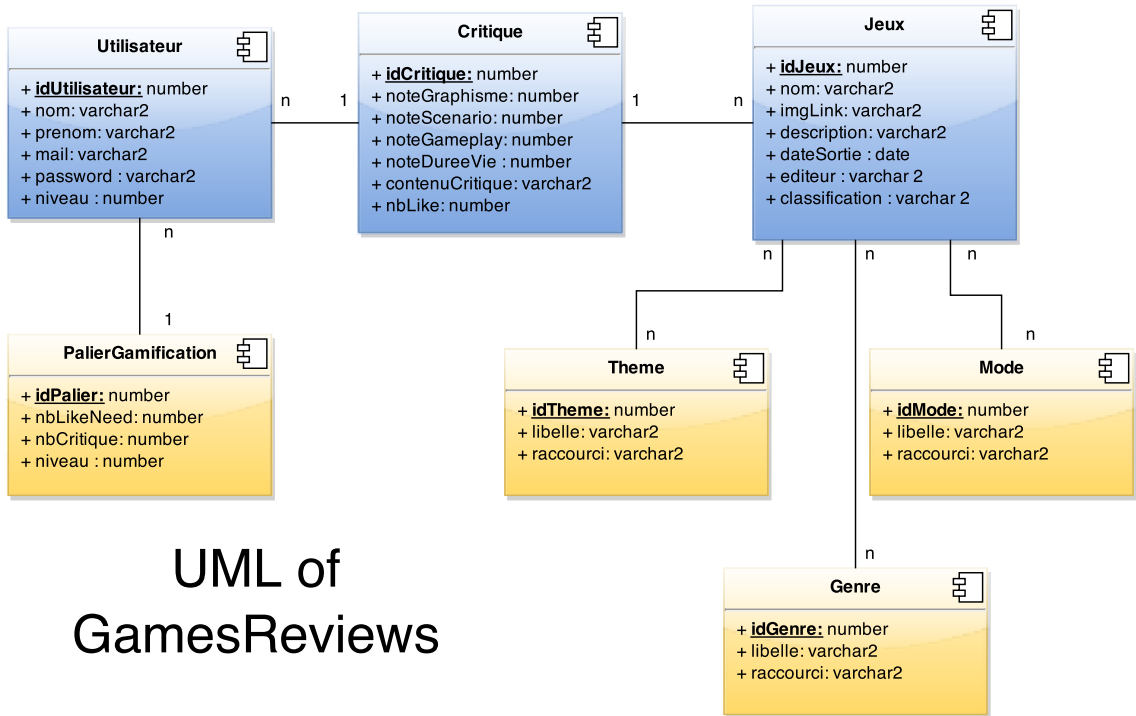 Utilisateur
+ idUtilisateur: number
+ nom: varchar2
+ prenom: varchar2
+ mail: varchar2
+ password : varchar2
+ niveau : number
n
1
Critique
+ idCritique: number
+ noteGraphisme: number
+ noteScenario: number
+ noteGameplay: number
+ noteDureeVie : number
+ contenuCritique: varchar2
+ nbLike: number
1
n
Jeux
+ idJeux: number
+ nom: varchar2
+ imgLink: varchar2
+ description: varchar2
+ dateSortie : date
+ editeur : varchar 2
+ classification : varchar 2
n
1
n
n
n
n
n
n
PalierGamification
+ idPalier: number
+ nbLikeNeed: number
+ nbCritique: number
+ niveau : number
Theme
+ idTheme: number
+ libelle: varchar2
+ raccourci: varchar2
Mode
+ idMode: number
+ libelle: varchar2
+ raccourci: varchar2
Genre
+ idGenre: number
+ libelle: varchar2
+ raccourci: varchar2
UML of
GamesReviews